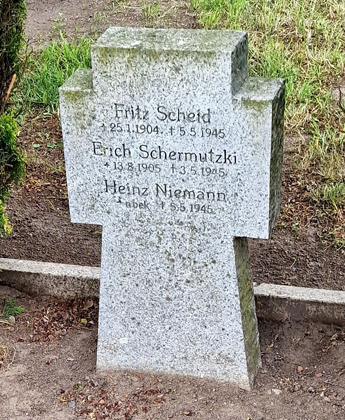 Fritz Scheid
* 25.1.1904. † 5.5.1945
Erich Schermutzki
* 13.8.1905 † 3.5.1945.
Heinz Niemann
* unbek. † 5.5.1945.